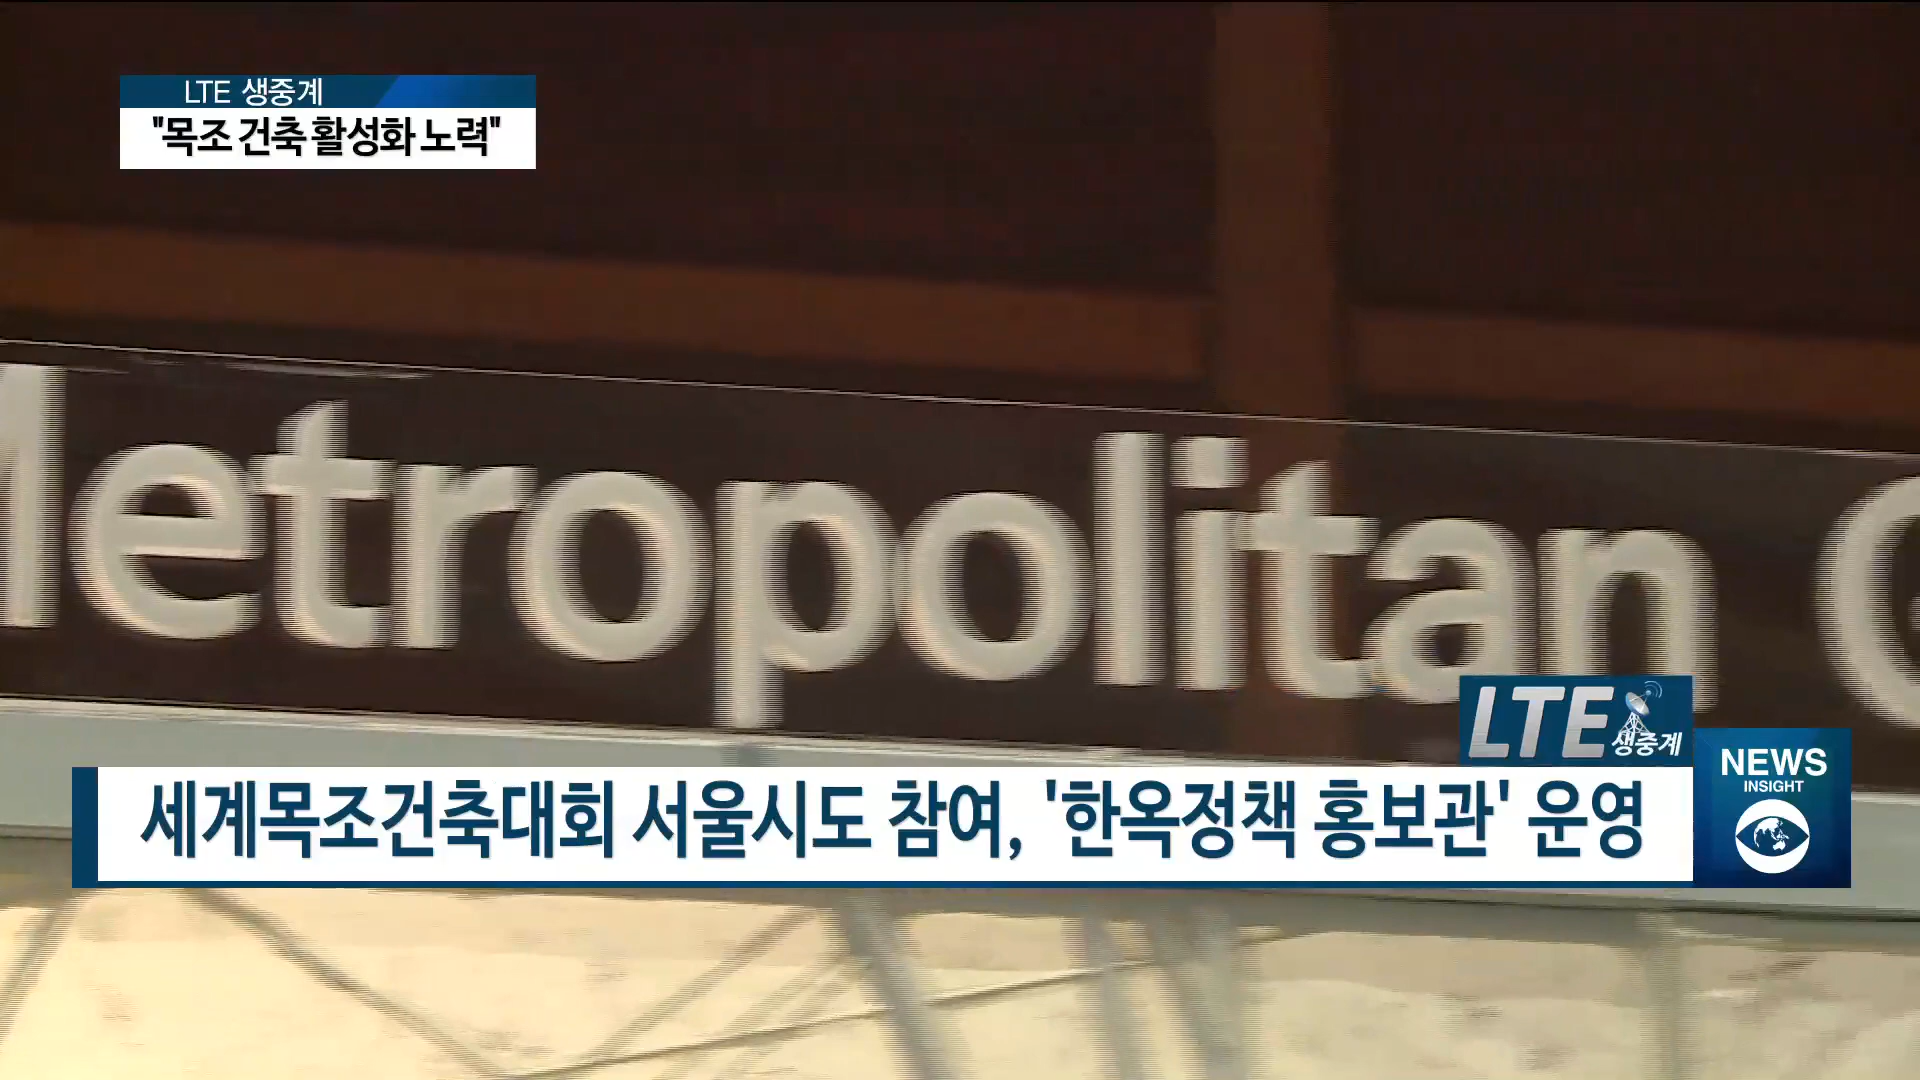 LTE 생중계
"목조 건축 활성화 노력"
Metropolitan G
LTE 생중계
NEWS
INSIGHT
세계목조건축대회 서울시도 참여, '한옥정책 홍보관' 운영